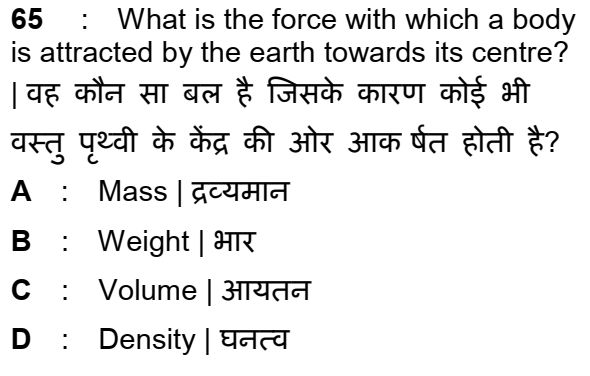 65 : What is the force with which a body
is attracted by the earth towards its centre?
| वह कौन सा बल है जिसके कारण कोई भी
वस्तु पृथ्वी के केंद्र की ओर आक र्षत होती है?
A : Mass | द्रव्यमान
B : Weight | भार
C : Volume | आयतन
D : Density | घनत्व